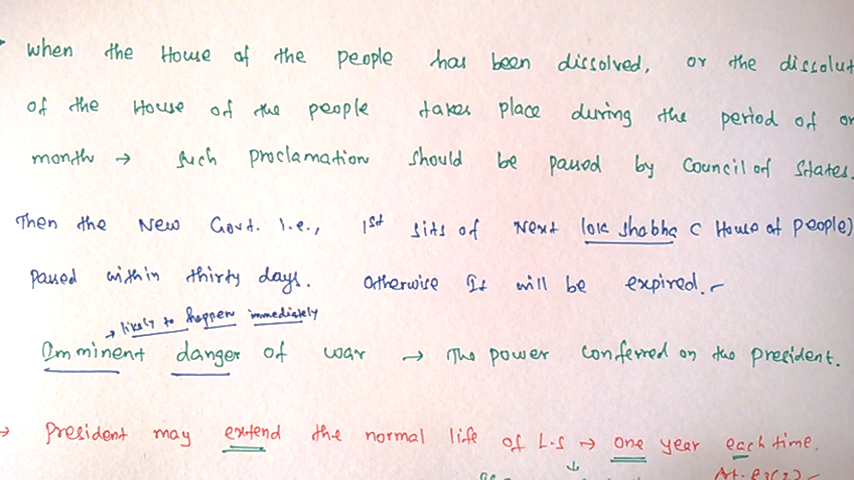 when the House of the people has been dissolved, or the dissolut
of the House of the people takes place during the period of on
month → such proclamation should be passed by Council of States.
Then the New Govt. i.e., 1st sits of Next lok shabha ( House of people)
passed within thirty days. Otherwise It will be expired.
→ likely to happen immediately
Imminent danger of war → The power conferred on the president.
→ President may extend the normal life of L.S → one year each time.